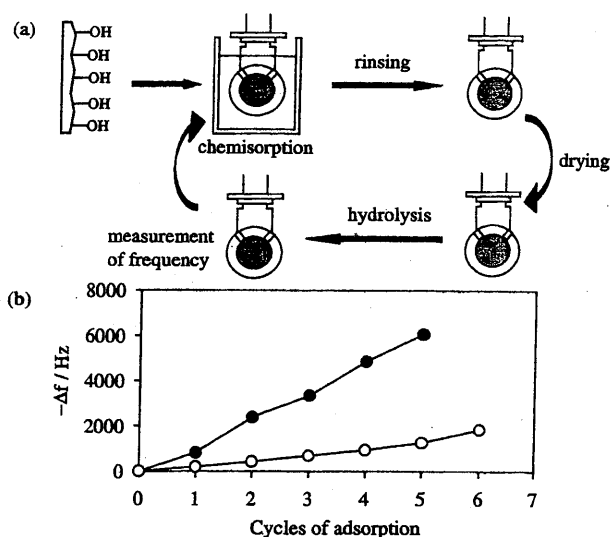 (a)
OH
OH
OH
OH
OH
rinsing
chemisorption
drying
hydrolysis
measurement
of frequency
(b)
8000
6000
4000
2000
0
−Δf / Hz
0 1 2 3 4 5 6 7
Cycles of adsorption